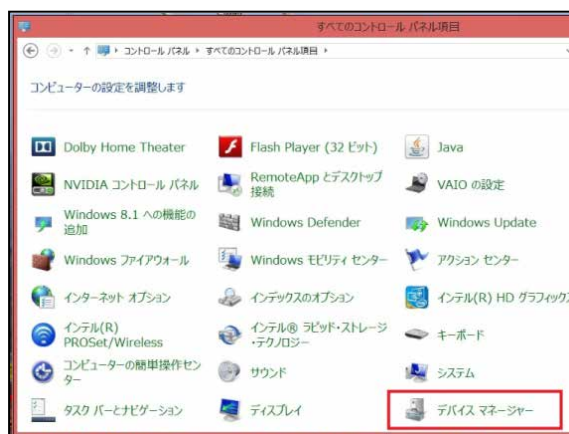 すべてのコントロール パネル項目
コントロール パネル ▸ すべてのコントロール パネル項目 ▸
コンピューターの設定を調整します
Dolby Home Theater
Flash Player (32 ビット)
Java
NVIDIA コントロール パネル
RemoteApp とデスクトップ
接続
VAIO の設定
Windows 8.1 への機能の
追加
Windows Defender
Windows Update
Windows ファイアウォール
Windows モビリティ センター
アクション センター
インターネット オプション
インデックスのオプション
インテル(R) HD グラフィックス
インテル(R)
PROSet/Wireless
インテル® ラピッド・ストレージ
・テクノロジー
キーボード
コンピューターの簡単操作セン
ター
サウンド
システム
タスク バーとナビゲーション
ディスプレイ
デバイス マネージャー